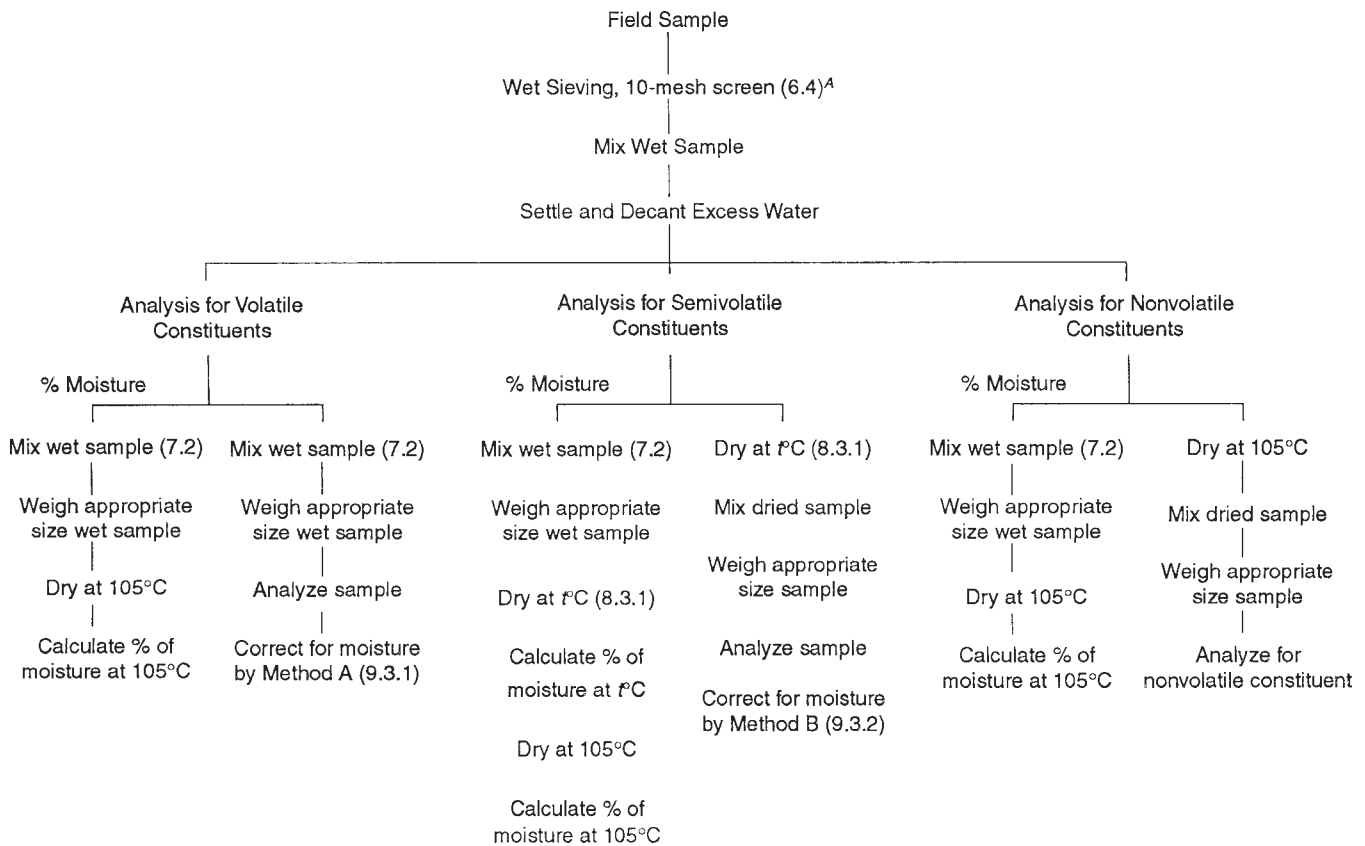 Field Sample
Wet Sieving, 10-mesh screen (6.4)A
Mix Wet Sample
Settle and Decant Excess Water
Analysis for Volatile
Constituents
% Moisture
Mix wet sample (7.2)
Weigh appropriate
size wet sample
Dry at 105°C
Calculate % of
moisture at 105°C
Mix wet sample (7.2)
Weigh appropriate
size wet sample
Analyze sample
Correct for moisture
by Method A (9.3.1)
Analysis for Semivolatile
Constituents
% Moisture
Mix wet sample (7.2)
Weigh appropriate
size wet sample
Dry at t°C (8.3.1)
Calculate % of
moisture at t°C
Dry at 105°C
Calculate % of
moisture at 105°C
Dry at t°C (8.3.1)
Mix dried sample
Weigh appropriate
size sample
Analyze sample
Correct for moisture
by Method B (9.3.2)
Analysis for Nonvolatile
Constituents
% Moisture
Mix wet sample (7.2)
Weigh appropriate
size wet sample
Dry at 105°C
Calculate % of
moisture at 105°C
Dry at 105°C
Mix dried sample
Weigh appropriate
size sample
Analyze for
nonvolatile constituent